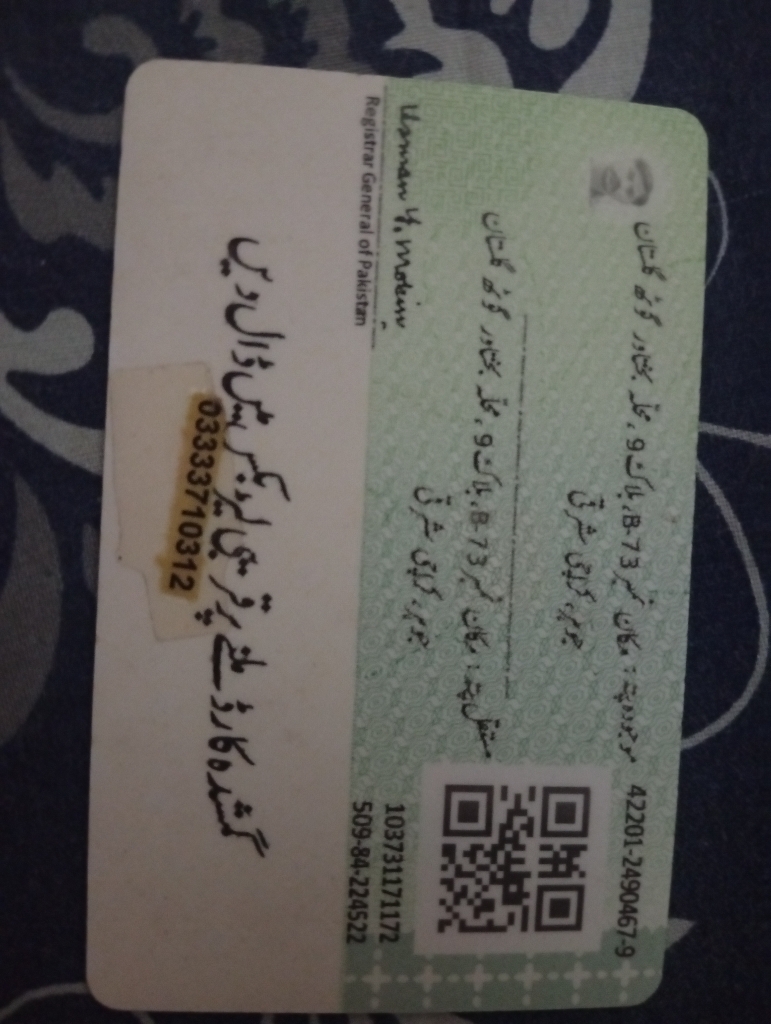 42201-2490467-9
موجودہ پتہ: مکان نمبر B-73، بلاک 9، محلہ بختاور گوٹھ گلستان
جوہر، کراچی شرقی
مستقل پتہ: مکان نمبر B-73، بلاک 9، محلہ بختاور گوٹھ گلستان
جوہر، کراچی شرقی
103731171172
509-84-224522
Usman Y. Mobin
Registrar General of Pakistan
گمشدہ کارڈ ملنے پر قریبی لیٹر بکس میں ڈال دیں
03333710312